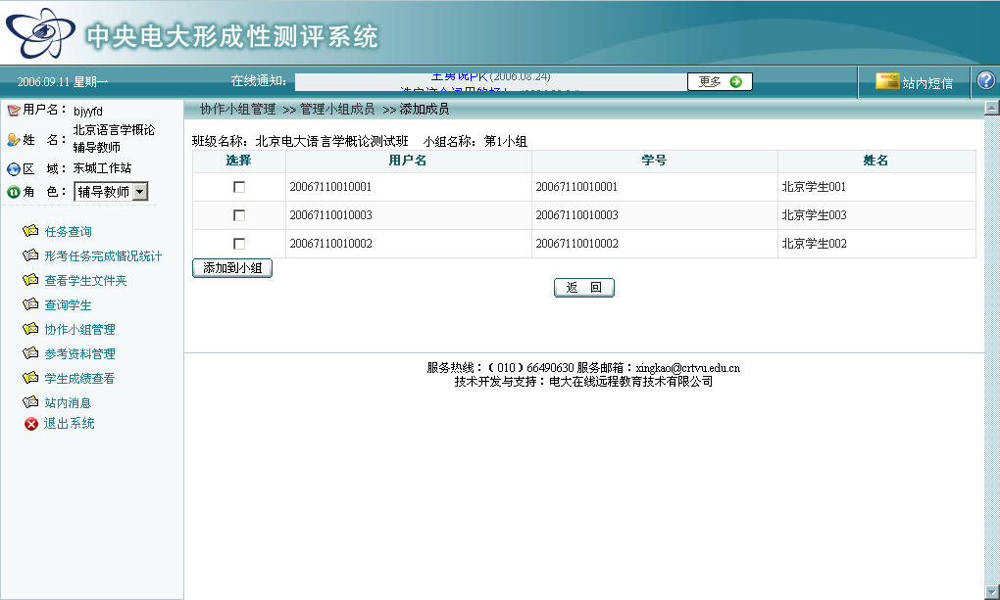 中央电大形成性测评系统
2006.09.11 星期一
在线通知:
王勇说PK (2006.08.24)
更多
站内短信
用户名： bjyyfd
姓 名： 北京语言学概论
辅导教师
区 域： 东城工作站
角 色： 辅导教师
任务查询
形考任务完成情况统计
查看学生文件夹
查询学生
协作小组管理
参考资料管理
学生成绩查看
站内消息
退出系统
协作小组管理 >> 管理小组成员 >> 添加成员
班级名称: 北京电大语言学概论测试班 小组名称: 第1小组
选择 用户名 学号 姓名
20067110010001 20067110010001 北京学生001
20067110010003 20067110010003 北京学生003
20067110010002 20067110010002 北京学生002
添加到小组
返 回
服务热线：（010）66490630 服务邮箱：xingkao@crtvu.edu.cn
技术开发与支持：电大在线远程教育技术有限公司